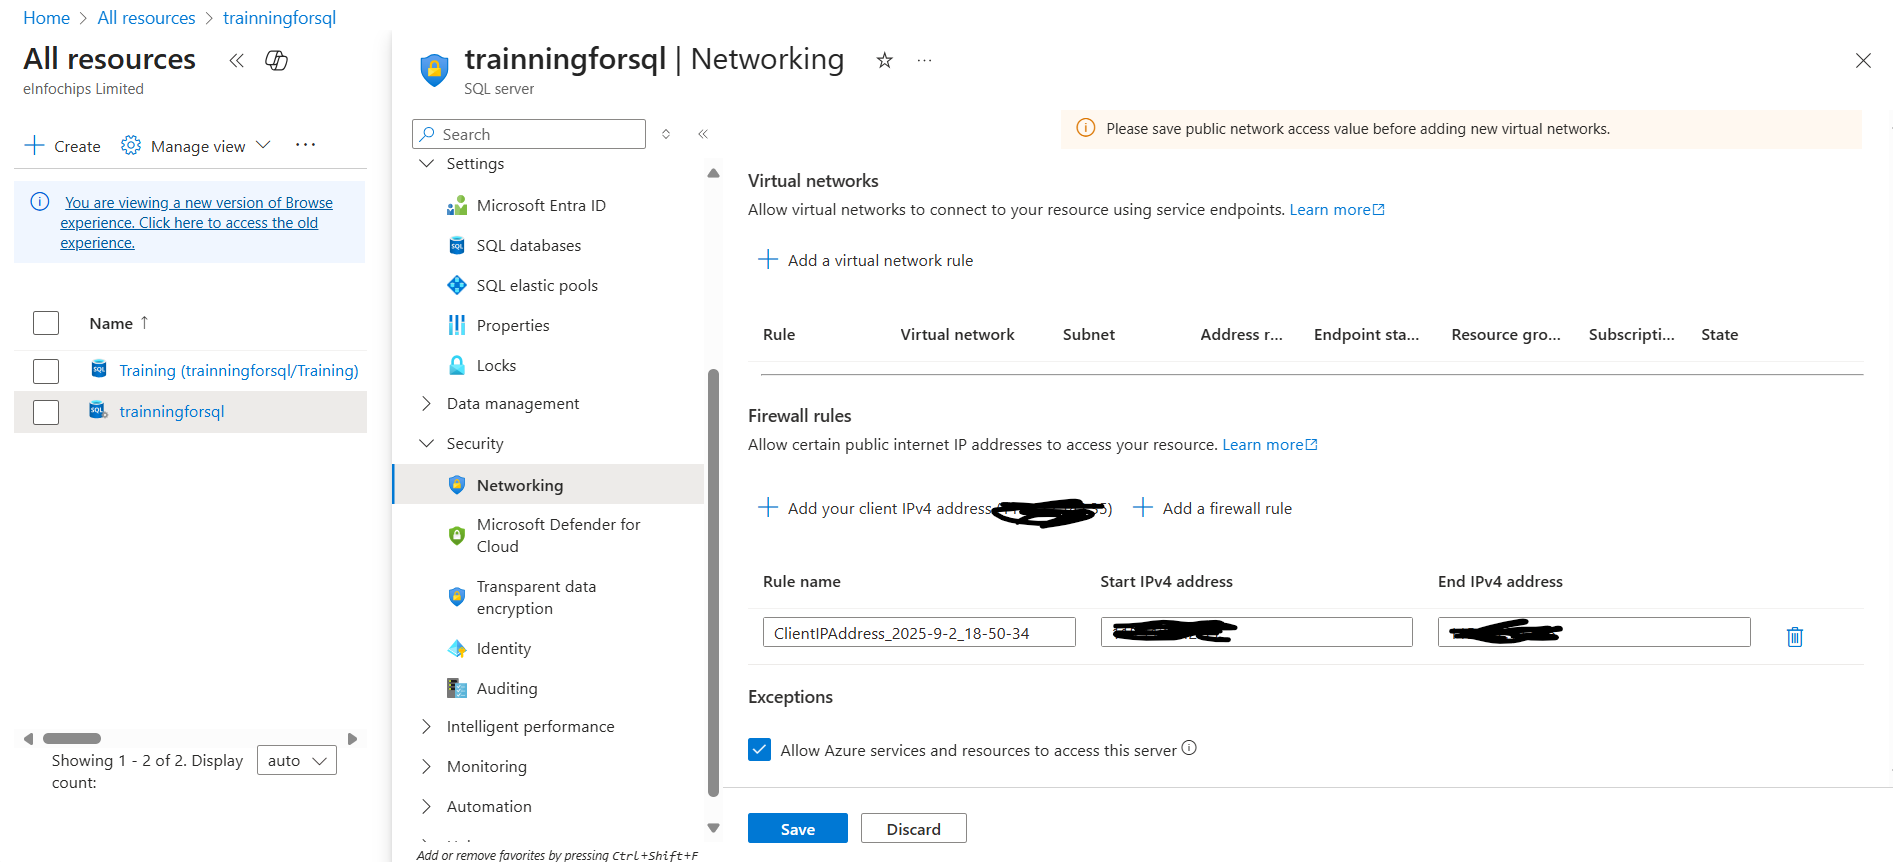 Home > All resources > trainningforsql
All resources
eInfochips Limited
Create
Manage view
You are viewing a new version of Browse
experience. Click here to access the old
experience.
Name ↑
Training (trainningforsql/Training)
trainningforsql
Showing 1 - 2 of 2. Display
count:
auto
trainningforsql | Networking
SQL server
Search
Settings
Microsoft Entra ID
SQL databases
SQL elastic pools
Properties
Locks
Data management
Security
Networking
Microsoft Defender for
Cloud
Transparent data
encryption
Identity
Auditing
Intelligent performance
Monitoring
Automation
Add or remove favorites by pressing Ctrl+Shift+F
Please save public network access value before adding new virtual networks.
Virtual networks
Allow virtual networks to connect to your resource using service endpoints. Learn more
Add a virtual network rule
Rule Virtual network Subnet Address r... Endpoint sta... Resource gro... Subscripti... State
Firewall rules
Allow certain public internet IP addresses to access your resource. Learn more
Add your client IPv4 address
Add a firewall rule
Rule name Start IPv4 address End IPv4 address
ClientIPAddress_2025-9-2_18-50-34
Exceptions
Allow Azure services and resources to access this server
Save
Discard